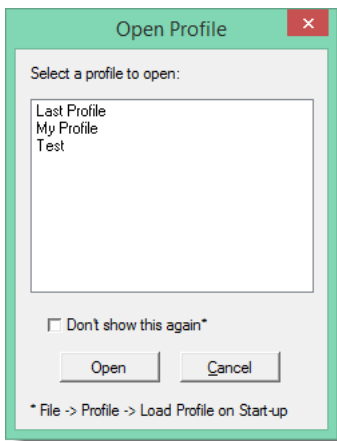 Open Profile
Select a profile to open:
Last Profile
My Profile
Test
Don't show this again*
Open
Cancel
* File -> Profile -> Load Profile on Start-up